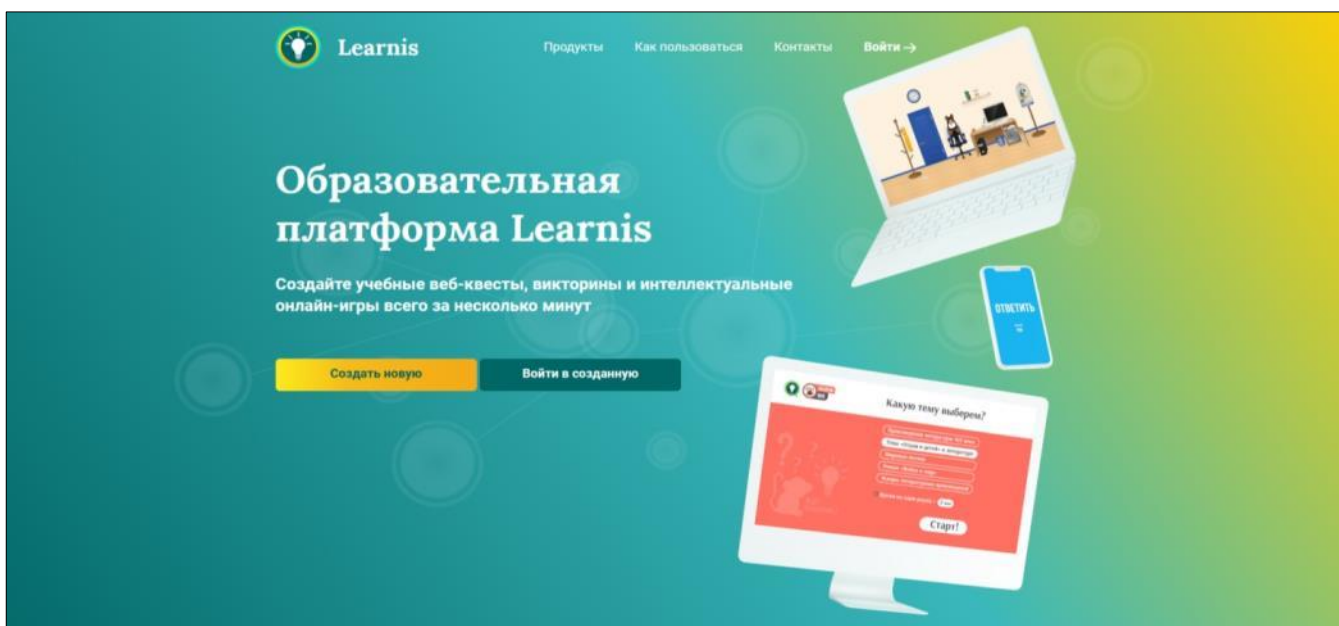 Learnis
Продукты
Как пользоваться
Контакты
Войти →
Образовательная
платформа Learnis
Создайте учебные веб-квесты, викторины и интеллектуальные
онлайн-игры всего за несколько минут
Создать новую
Войти в созданную
ОТВЕТИТЬ
Какую тему выберем?
Старт!